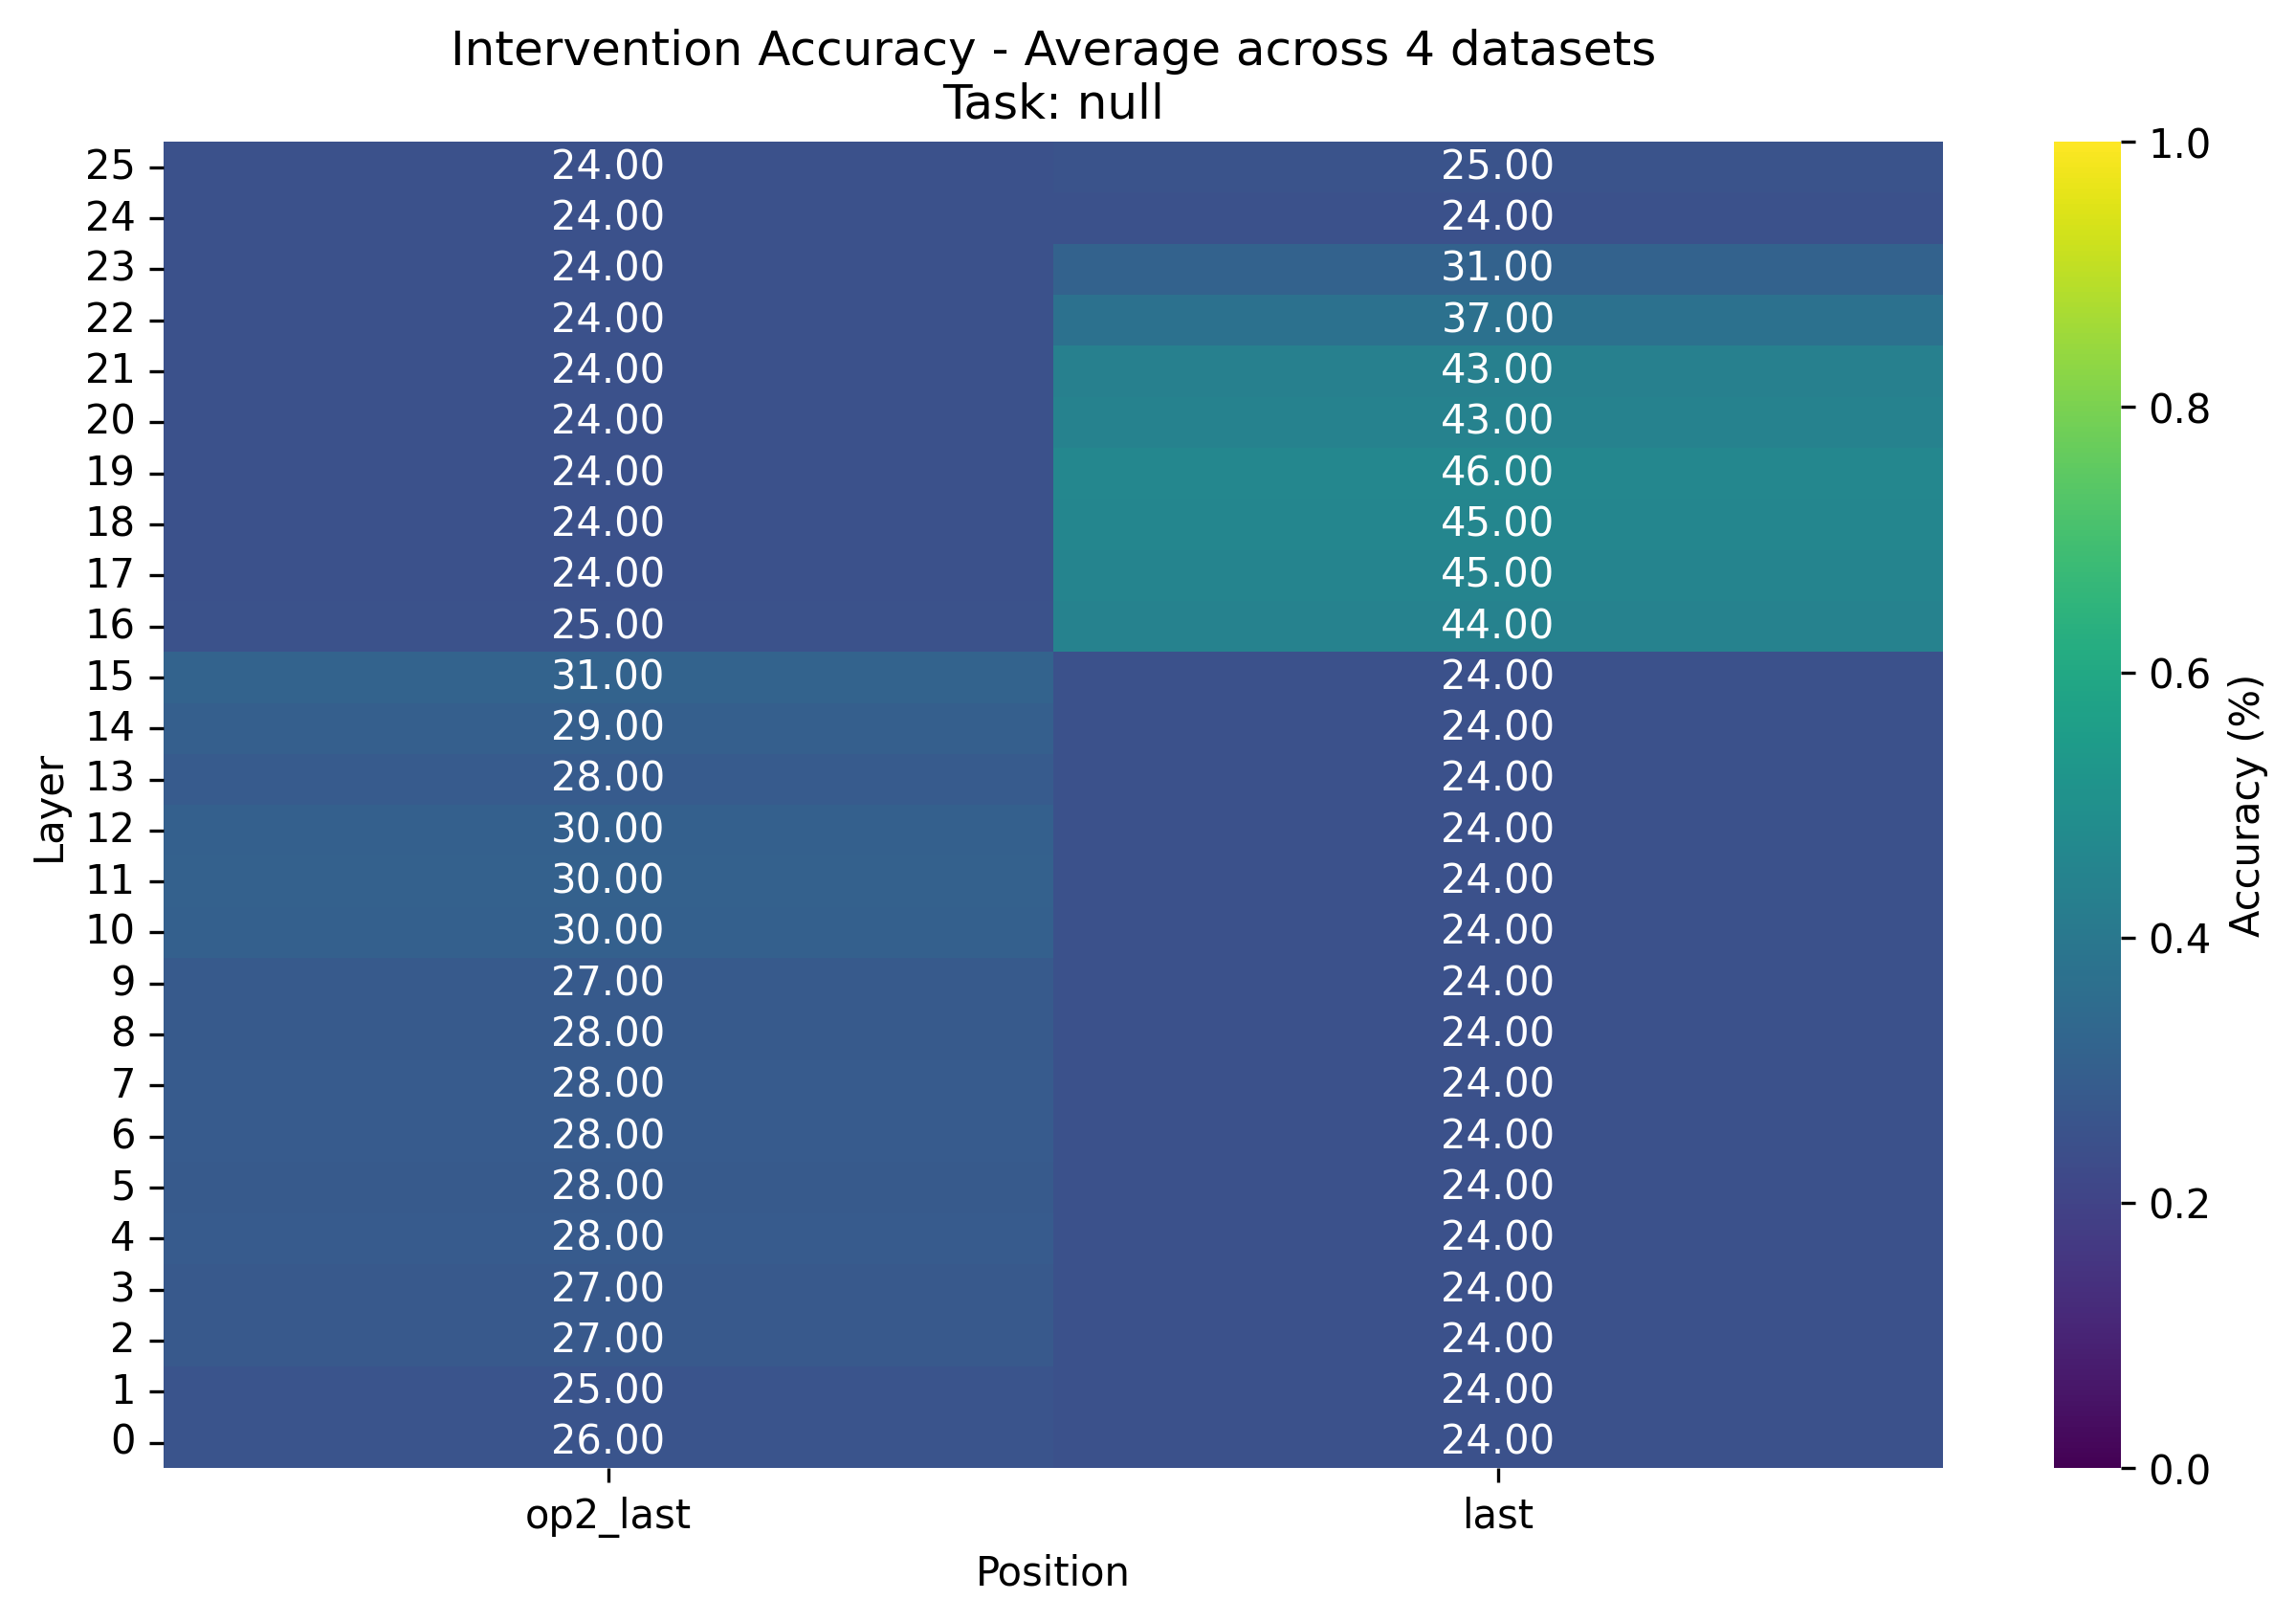 Intervention Accuracy - Average across 4 datasets
Task: null
25 24.00 25.00
24 24.00 24.00
23 24.00 31.00
22 24.00 37.00
21 24.00 43.00
20 24.00 43.00
19 24.00 46.00
18 24.00 45.00
17 24.00 45.00
16 25.00 44.00
15 31.00 24.00
14 29.00 24.00
13 28.00 24.00
12 30.00 24.00
11 30.00 24.00
10 30.00 24.00
9 27.00 24.00
8 28.00 24.00
7 28.00 24.00
6 28.00 24.00
5 28.00 24.00
4 28.00 24.00
3 27.00 24.00
2 27.00 24.00
1 25.00 24.00
0 26.00 24.00
op2_last last
Position
Layer
1.0
0.8
0.6
0.4
0.2
0.0
Accuracy (%)